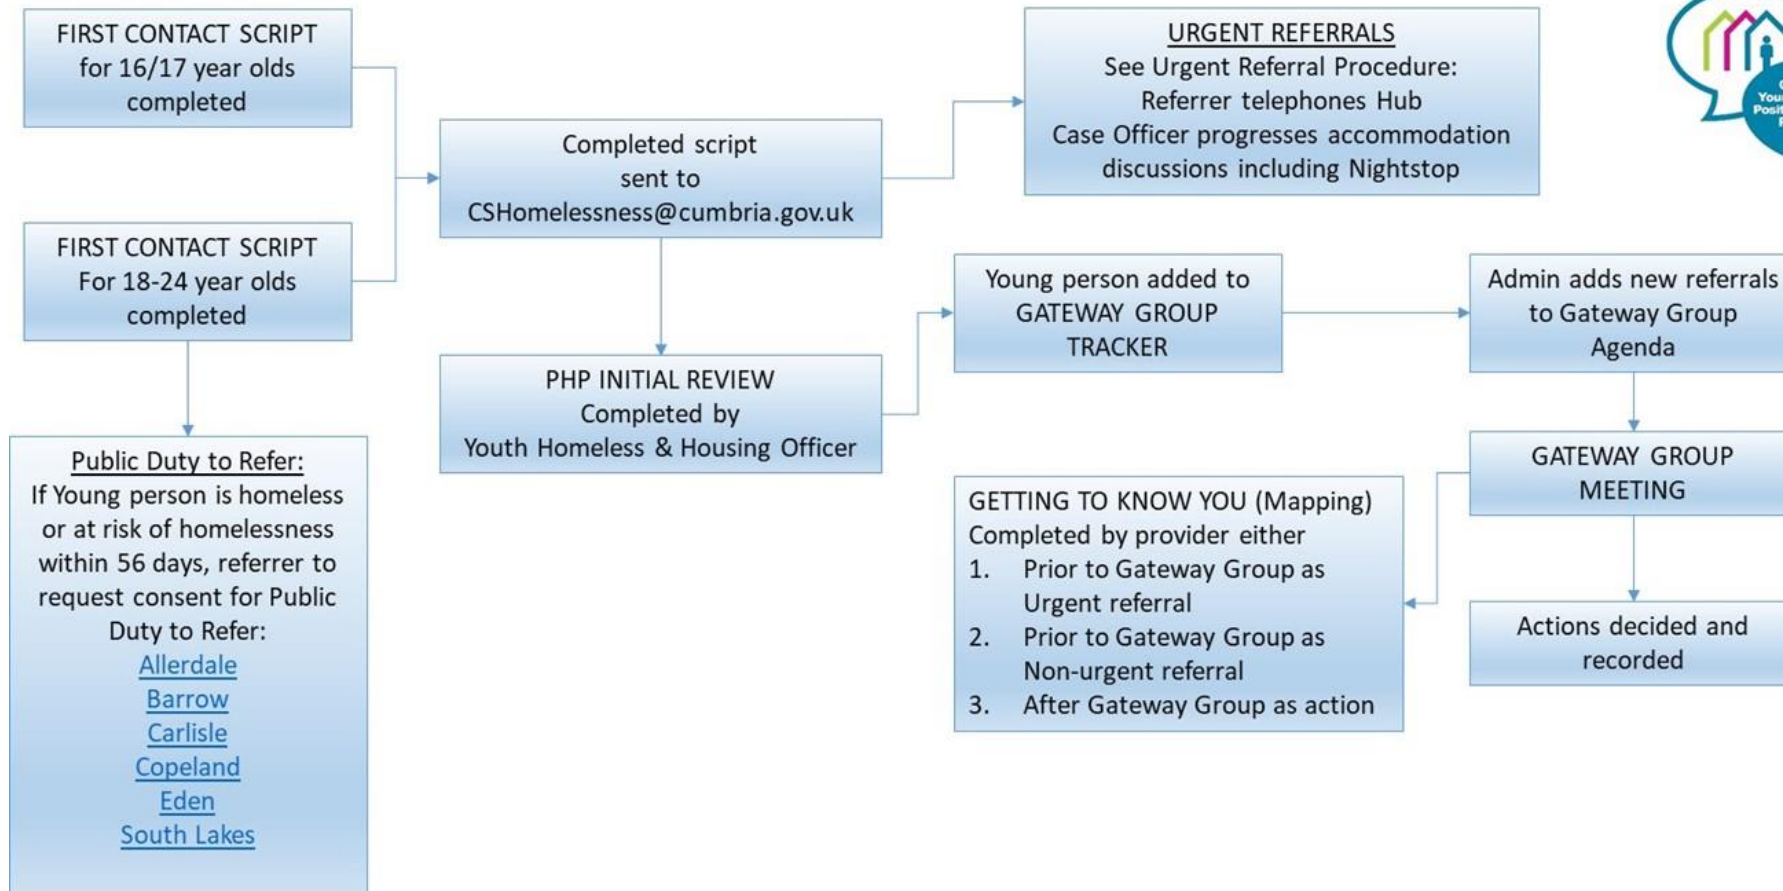 FIRST CONTACT SCRIPT
for 16/17 year olds
completed
FIRST CONTACT SCRIPT
For 18-24 year olds
completed
Public Duty to Refer:
If Young person is homeless
or at risk of homelessness
within 56 days, referrer to
request consent for Public
Duty to Refer:
Allerdale
Barrow
Carlisle
Copeland
Eden
South Lakes
Completed script
sent to
CSHomelessness@cumbria.gov.uk
PHP INITIAL REVIEW
Completed by
Youth Homeless & Housing Officer
URGENT REFERRALS
See Urgent Referral Procedure:
Referrer telephones Hub
Case Officer progresses accommodation
discussions including Nightstop
Young person added to
GATEWAY GROUP
TRACKER
Admin adds new referrals
to Gateway Group
Agenda
GATEWAY GROUP
MEETING
Actions decided and
recorded
GETTING TO KNOW YOU (Mapping)
Completed by provider either
1. Prior to Gateway Group as
Urgent referral
2. Prior to Gateway Group as
Non-urgent referral
3. After Gateway Group as action